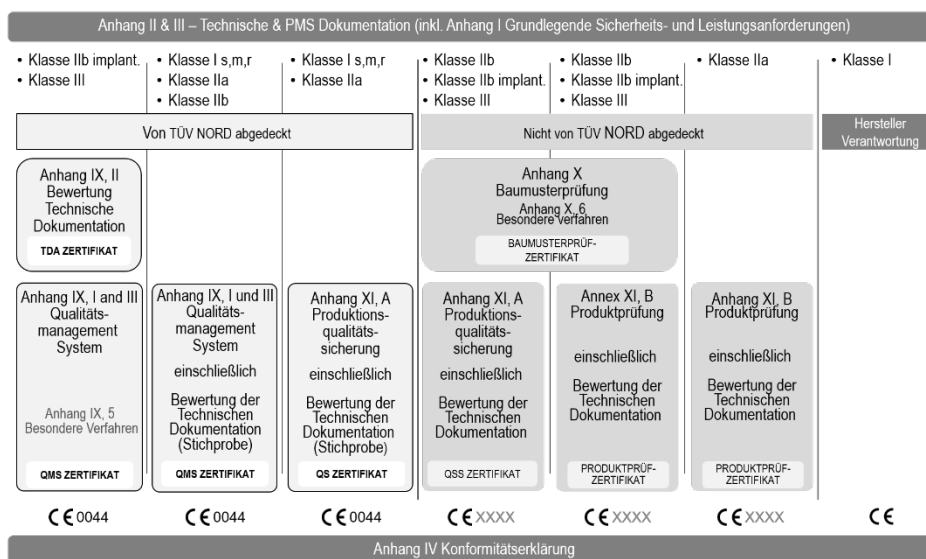 Anhang II & III – Technische & PMS Dokumentation (inkl. Anhang I Grundlegende Sicherheits- und Leistungsanforderungen)
• Klasse IIb implant.
• Klasse III
• Klasse I s,m,r
• Klasse IIa
• Klasse IIb
• Klasse I s,m,r
• Klasse IIa
• Klasse IIb
• Klasse IIb implant.
• Klasse III
• Klasse IIb
• Klasse IIb implant.
• Klasse III
• Klasse IIa
• Klasse I
Von TÜV NORD abgedeckt
Nicht von TÜV NORD abgedeckt
Hersteller
Verantwortung
Anhang IX, II
Bewertung
Technische
Dokumentation
TDA ZERTIFIKAT
Anhang X
Baumusterprüfung
Anhang X, 6
Besondere verfahren
BAUMUSTERPRÜF-
ZERTIFIKAT
Anhang IX, I and III
Qualitäts-
management
System
Anhang IX, 5
Besondere Verfahren
QMS ZERTIFIKAT
Anhang IX, I und III
Qualitäts-
management
System
einschließlich
Bewertung der
Technischen
Dokumentation
(Stichprobe)
QMS ZERTIFIKAT
Anhang XI, A
Produktions-
qualitäts-
sicherung
einschließlich
Bewertung der
Technischen
Dokumentation
(Stichprobe)
QS ZERTIFIKAT
Anhang XI, A
Produktions-
qualitäts-
sicherung
einschließlich
Bewertung der
Technischen
Dokumentation
QSS ZERTIFIKAT
Annex XI, B
Produktprüfung
einschließlich
Bewertung der
Technischen
Dokumentation
PRODUKTPRÜF-
ZERTIFIKAT
Anhang XI, B
Produktprüfung
einschließlich
Bewertung der
Technischen
Dokumentation
PRODUKTPRÜF-
ZERTIFIKAT
CE 0044
CE 0044
CE 0044
CE XXXX
CE XXXX
CE XXXX
CE
Anhang IV Konformitätserklärung